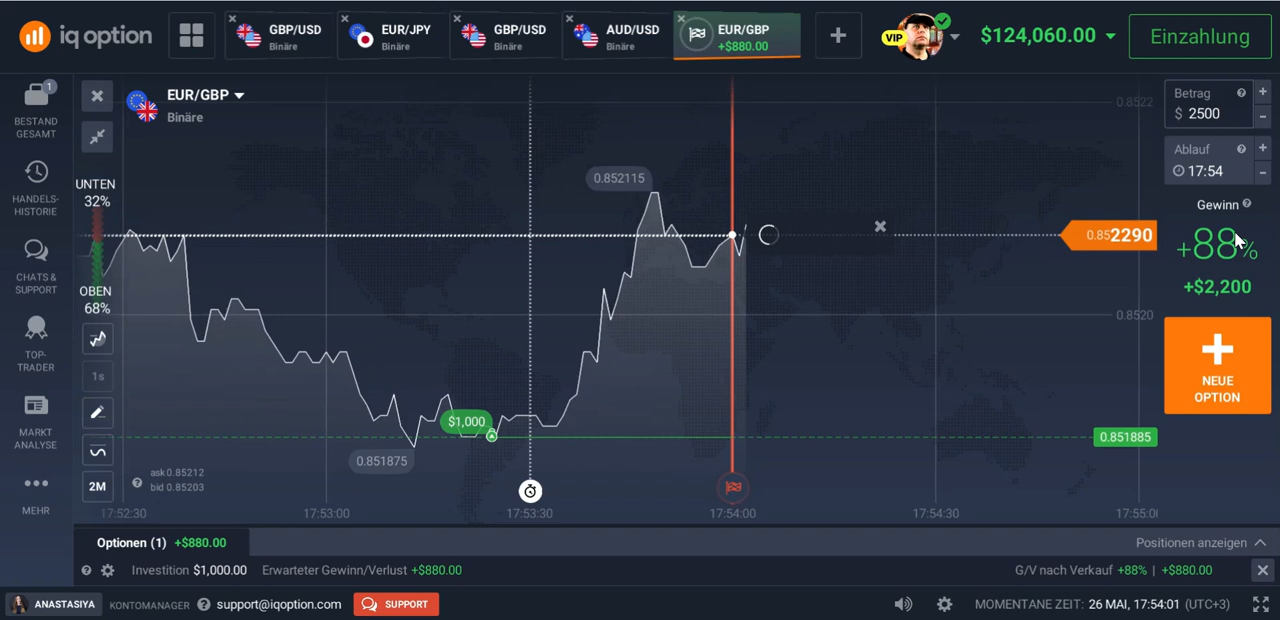 iq option
GBP/USD
Binäre
EUR/JPY
Binäre
GBP/USD
Binäre
AUD/USD
Binäre
EUR/GBP
+$880.00
VIP
$124,060.00
Einzahlung
1
BESTAND
GESAMT
HANDELS-
HISTORIE
CHATS &
SUPPORT
TOP-
TRADER
MARKT
ANALYSE
MEHR
EUR/GBP
Binäre
UNTEN
32%
OBEN
68%
1s
2M
0.852115
0.8522
0.852290
0.8520
$1,000
0.851885
0.851875
ask 0.85212
bid 0.85203
17:52:30
17:53:00
17:53:30
17:54:00
17:54:30
17:55:0
Betrag
$ 2500
Ablauf
17:54
Gewinn
+88%
+$2,200
NEUE
OPTION
Optionen (1) +$880.00
Positionen anzeigen
Investition $1,000.00 Erwarteter Gewinn/Verlust +$880.00
G/V nach Verkauf +88% | +$880.00
ANASTASIYA KONTOMANAGER support@iqoption.com SUPPORT
MOMENTANE ZEIT: 26 MAI, 17:54:01 (UTC+3)